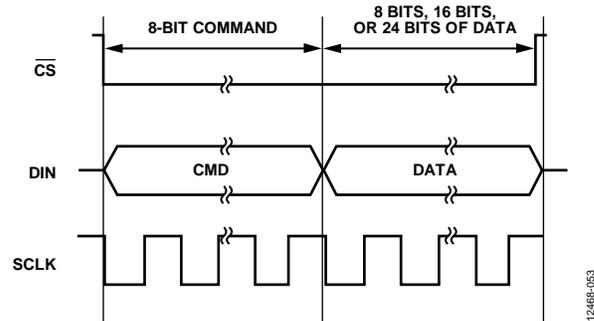 8-BIT COMMAND
8 BITS, 16 BITS,
OR 24 BITS OF DATA
CS
DIN
CMD
DATA
SCLK
12468-053